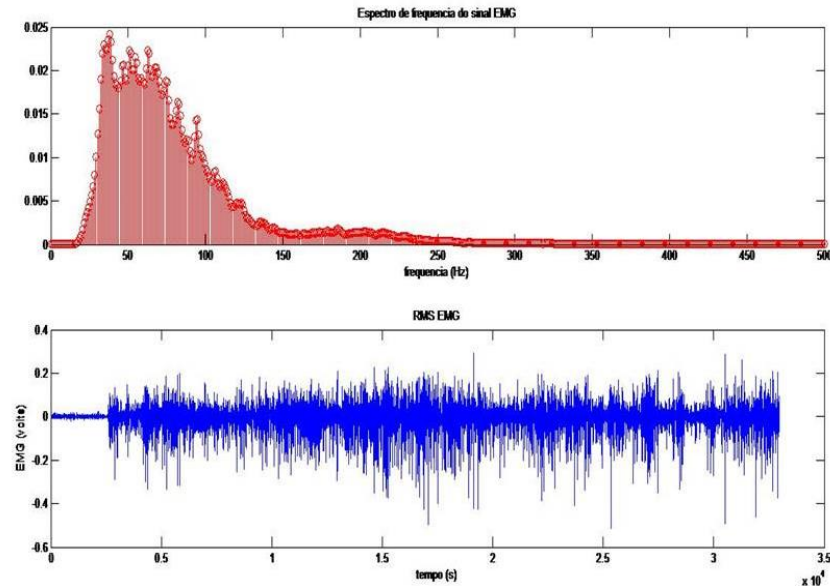 Espectro de frequencia do sinal EMG
0.025
0.02
0.015
0.01
0.005
0
0 50 100 150 200 250 300 350 400 450 500
frequencia (Hz)
RMS EMG
0.4
0.2
0
-0.2
-0.4
-0.6
EMG (volts)
0 0.5 1 1.5 2 2.5 3 3.5
tempo (s)
x 10⁴